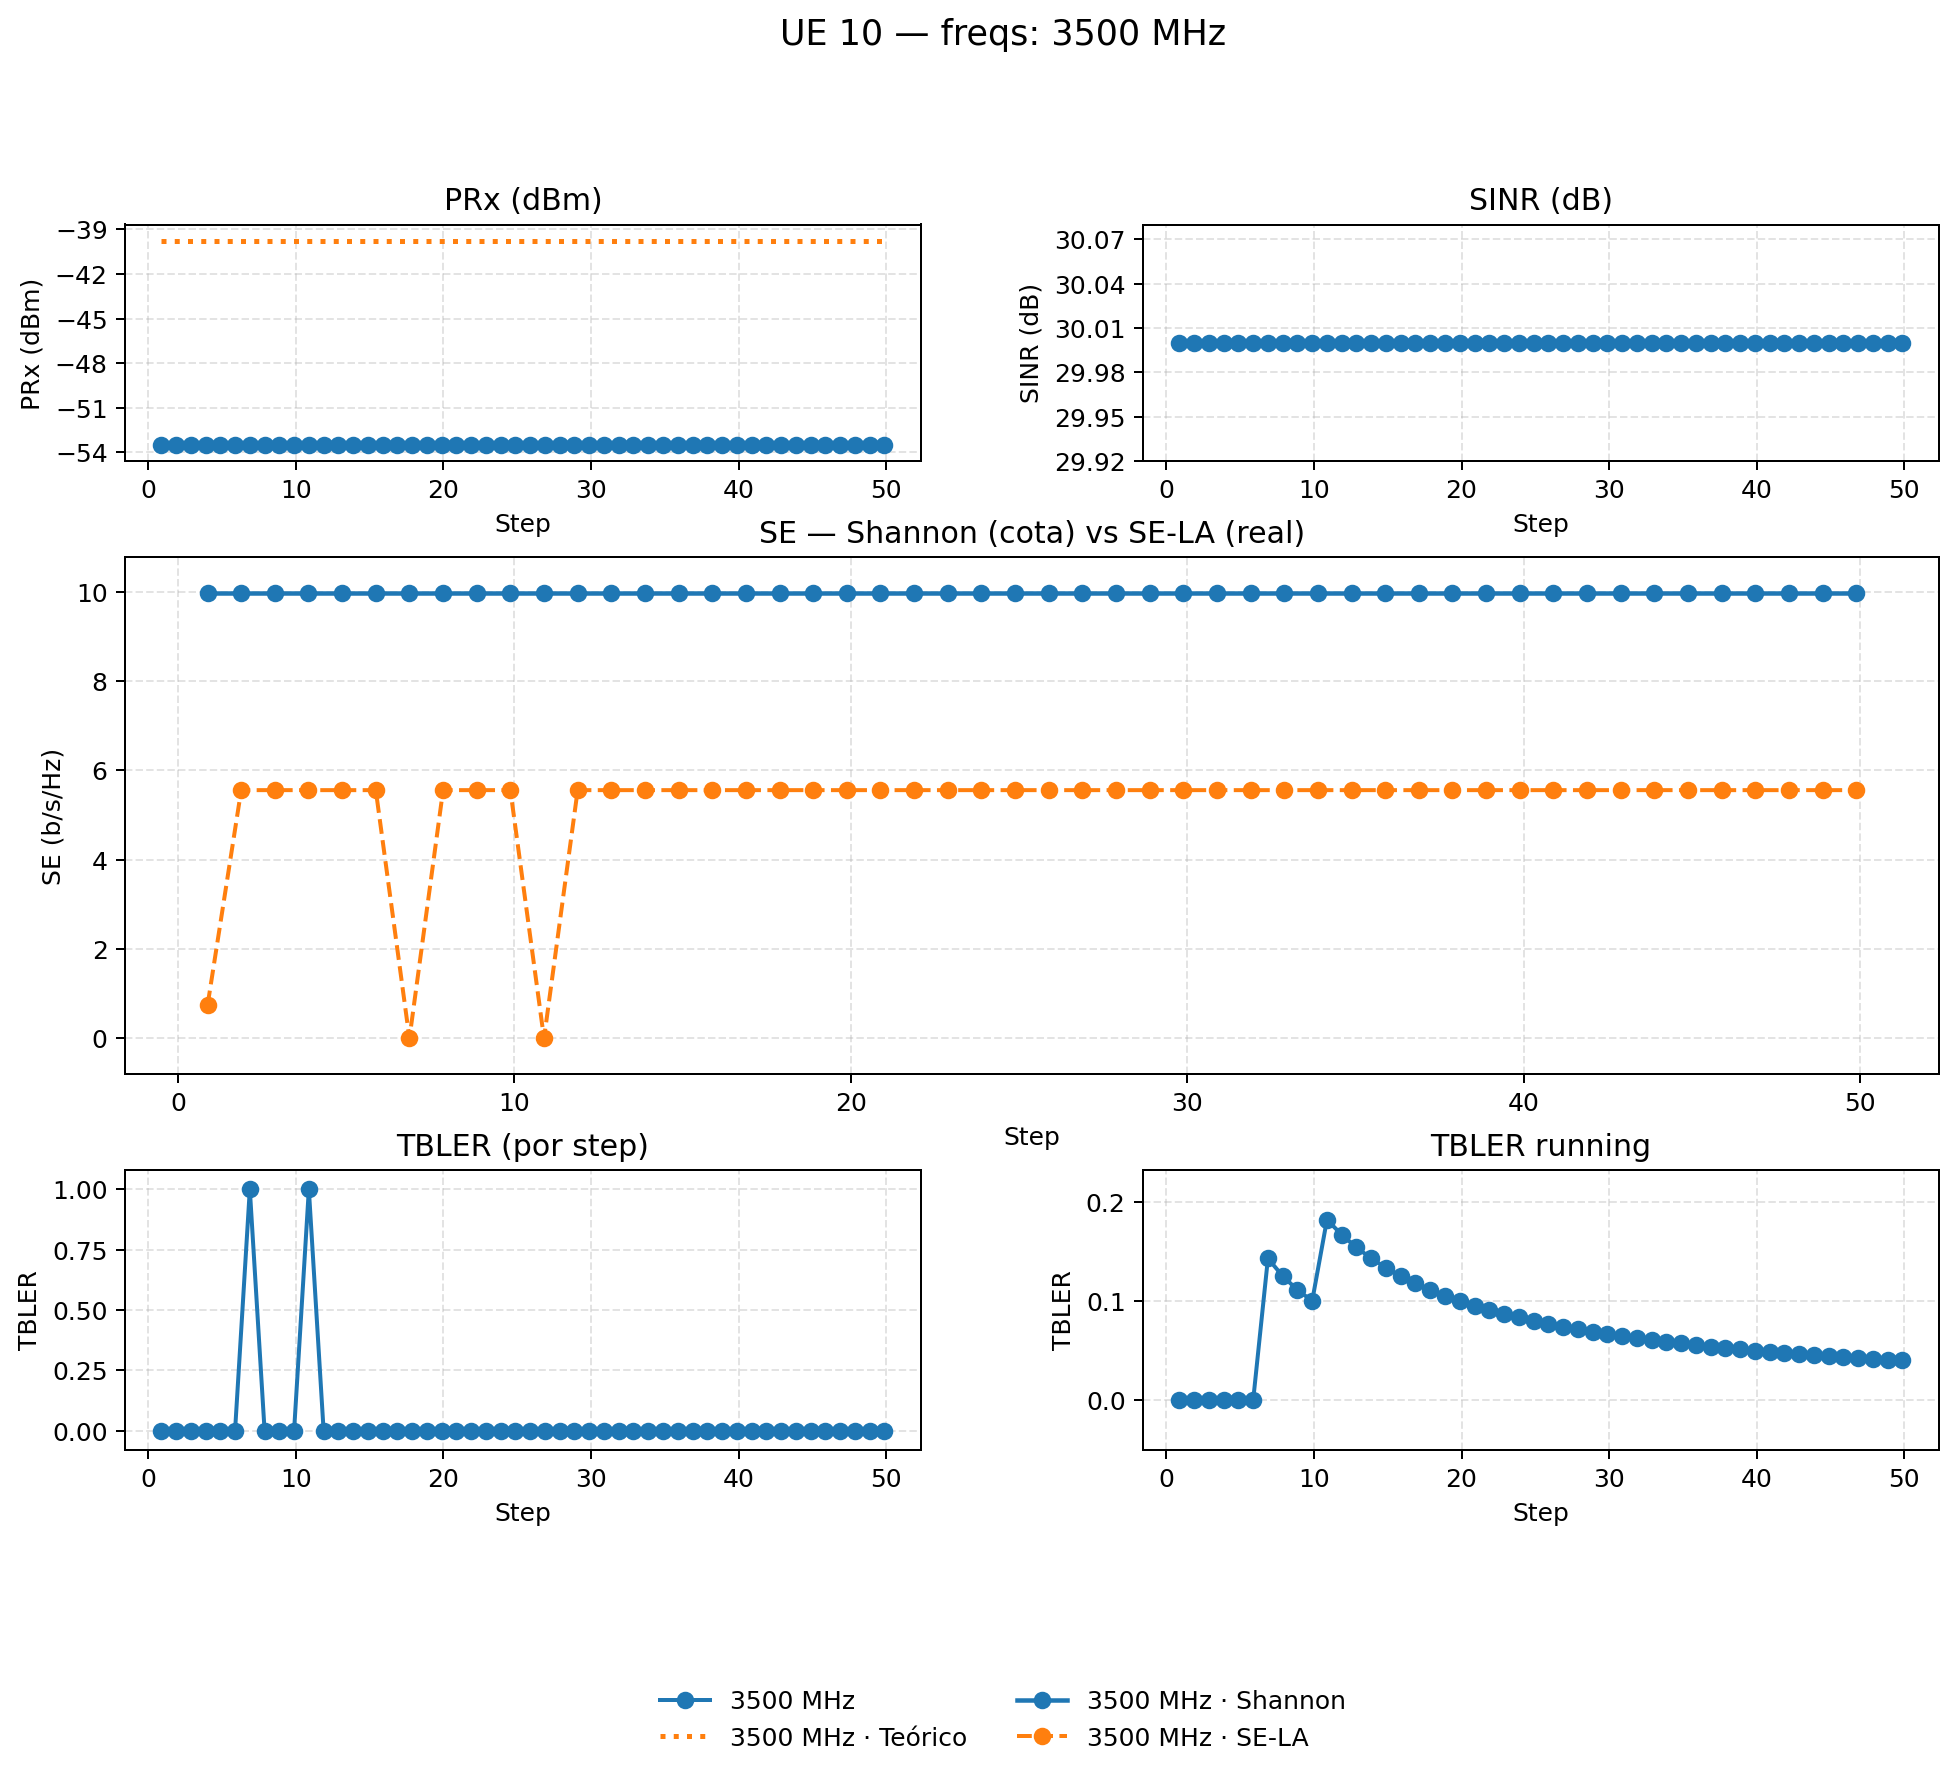 UE 10 — freqs: 3500 MHz
PRx (dBm)
PRx (dBm)
−39
−42
−45
−48
−51
−54
0 10 20 30 40 50
Step
SINR (dB)
SINR (dB)
30.07
30.04
30.01
29.98
29.95
29.92
0 10 20 30 40 50
Step
SE — Shannon (cota) vs SE-LA (real)
SE (b/s/Hz)
10
8
6
4
2
0
0 10 20 30 40 50
Step
TBLER (por step)
TBLER
1.00
0.75
0.50
0.25
0.00
0 10 20 30 40 50
Step
TBLER running
TBLER
0.2
0.1
0.0
0 10 20 30 40 50
Step
3500 MHz
3500 MHz · Teórico
3500 MHz · Shannon
3500 MHz · SE-LA